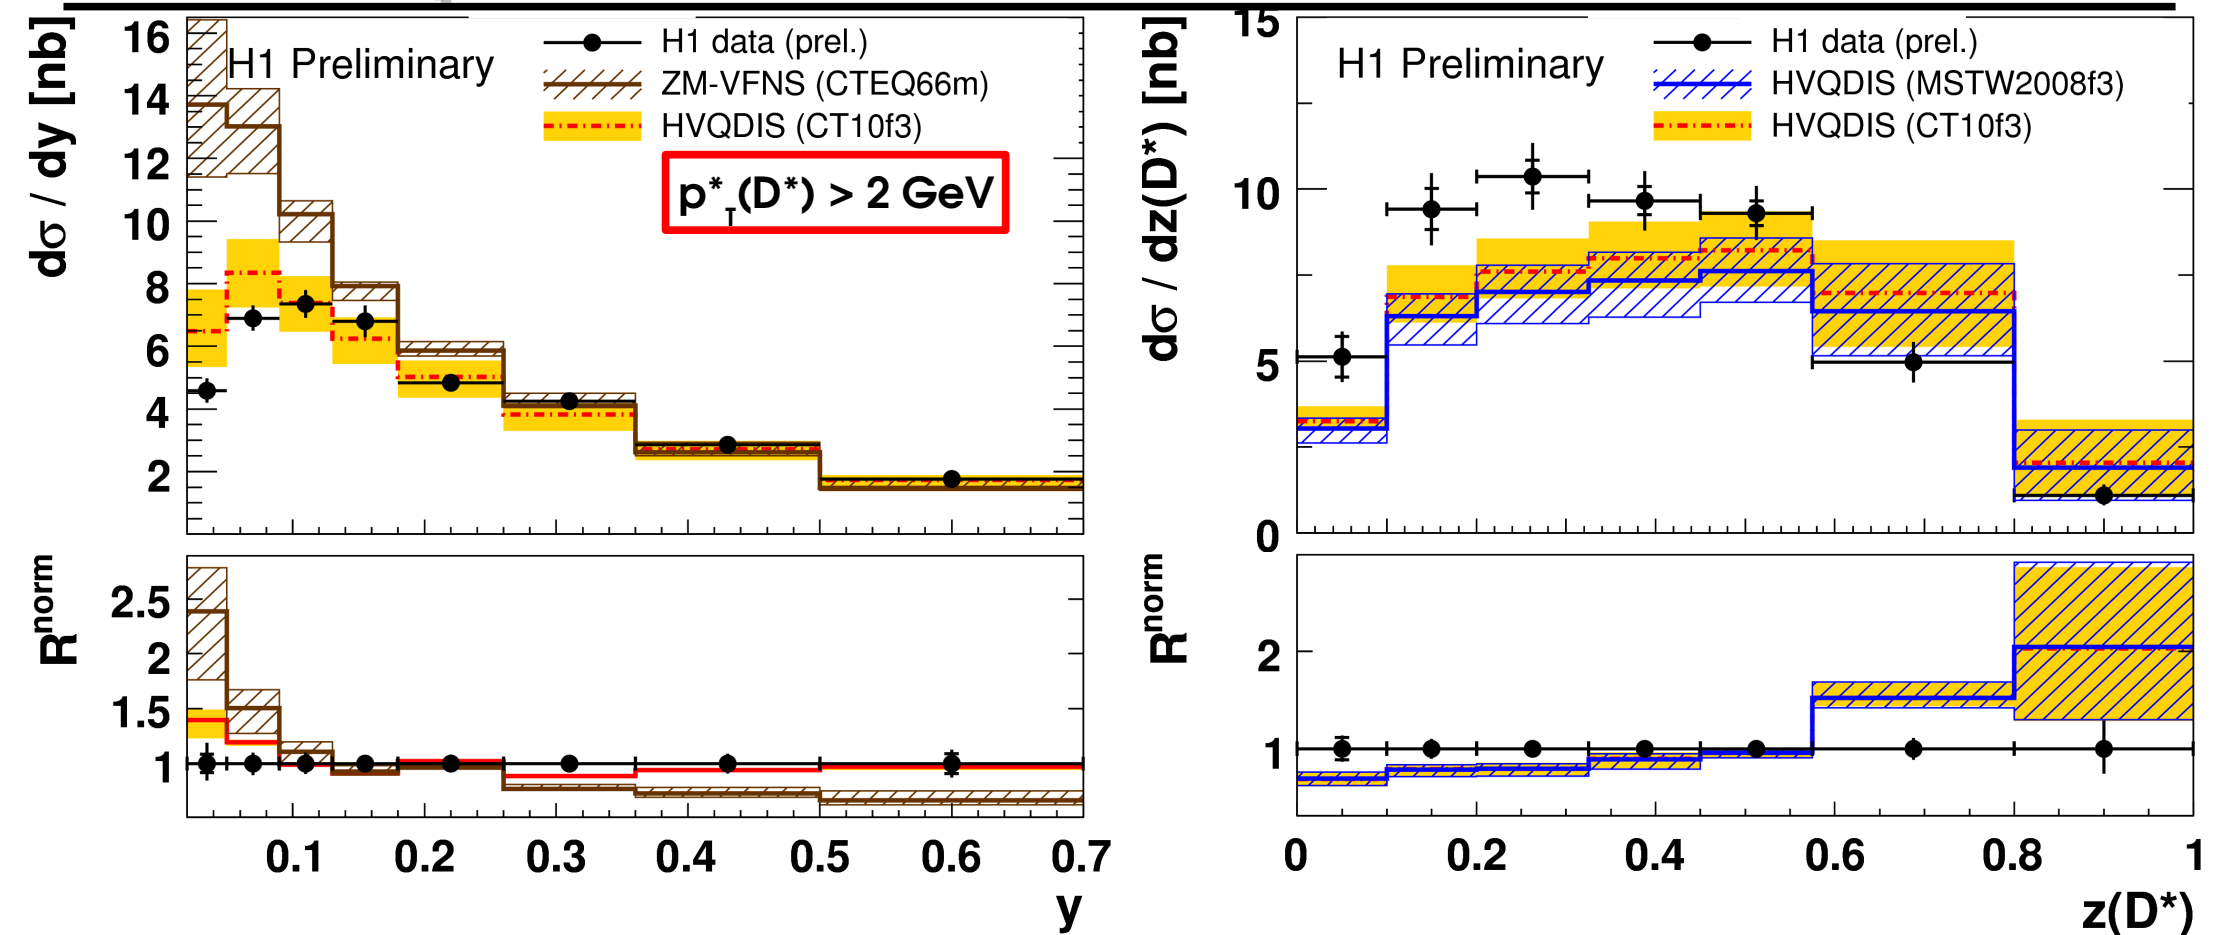 dσ / dy [nb]
16
14
12
10
8
6
4
2
H1 Preliminary
H1 data (prel.)
ZM-VFNS (CTEQ66m)
HVQDIS (CT10f3)
p*T(D*) > 2 GeV
R^norm
2.5
2
1.5
1
0.1 0.2 0.3 0.4 0.5 0.6 0.7
y
dσ / dz(D*) [nb]
15
10
5
0
H1 Preliminary
H1 data (prel.)
HVQDIS (MSTW2008f3)
HVQDIS (CT10f3)
R^norm
2
1
0 0.2 0.4 0.6 0.8 1
z(D*)